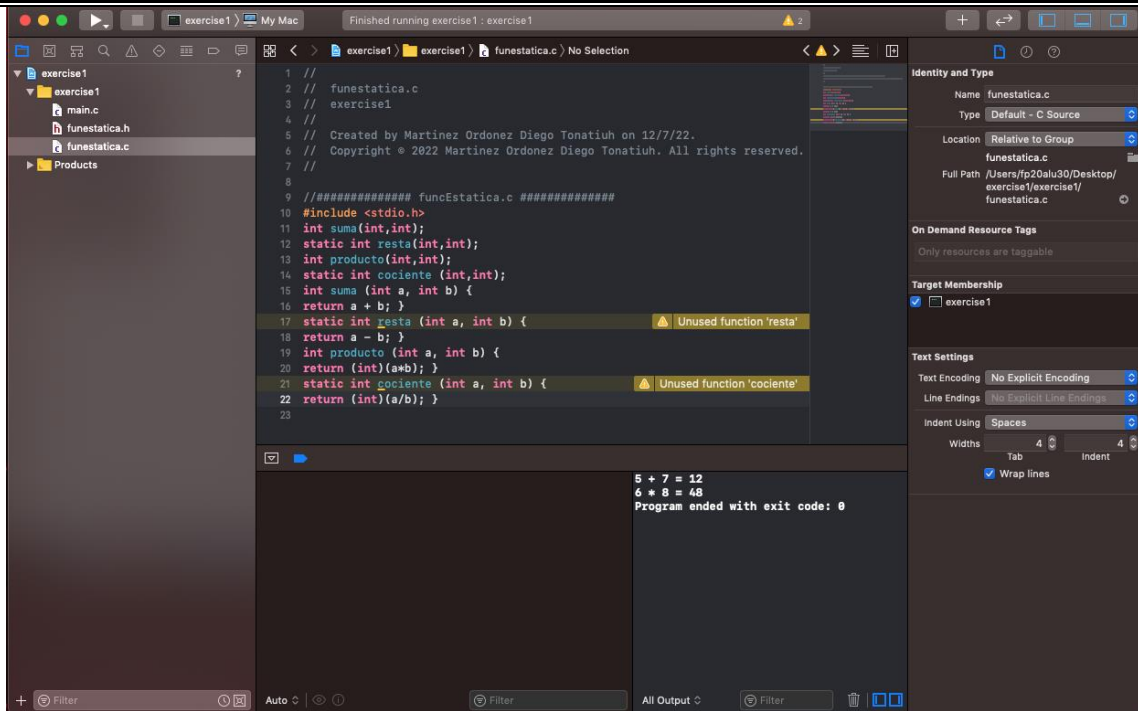 exercise1 〉 My Mac
Finished running exercise1 : exercise1
2
exercise1
?
exercise1
main.c
funestatica.h
funestatica.c
Products
Filter
exercise1 〉 exercise1 〉 funestatica.c 〉 No Selection
1 //
2 //  funestatica.c
3 //  exercise1
4 //
5 //  Created by Martinez Ordonez Diego Tonatiuh on 12/7/22.
6 //  Copyright © 2022 Martinez Ordonez Diego Tonatiuh. All rights reserved.
7 //
8
9 //############## funcEstatica.c ##############
10 #include <stdio.h>
11 int suma(int,int);
12 static int resta(int,int);
13 int producto(int,int);
14 static int cociente (int,int);
15 int suma (int a, int b) {
16 return a + b; }
17 static int resta (int a, int b) { Unused function 'resta'
18 return a - b; }
19 int producto (int a, int b) {
20 return (int)(a*b); }
21 static int cociente (int a, int b) { Unused function 'cociente'
22 return (int)(a/b); }
23
Auto
Filter
5 + 7 = 12
6 * 8 = 48
Program ended with exit code: 0
All Output
Filter
Identity and Type
Name funestatica.c
Type Default - C Source
Location Relative to Group
funestatica.c
Full Path /Users/fp20alu30/Desktop/
exercise1/exercise1/
funestatica.c
On Demand Resource Tags
Only resources are taggable
Target Membership
exercise1
Text Settings
Text Encoding No Explicit Encoding
Line Endings No Explicit Line Endings
Indent Using Spaces
Widths 4 4
Tab Indent
Wrap lines